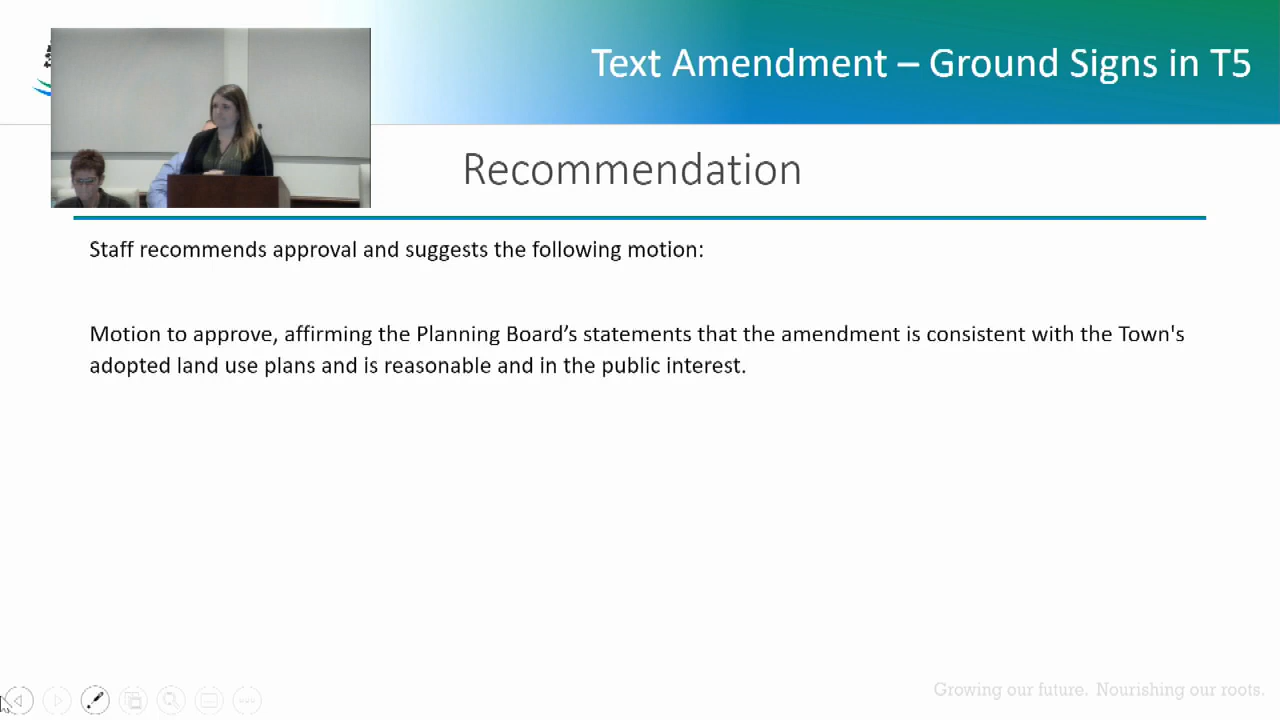 Text Amendment – Ground Signs in T5
Recommendation
Staff recommends approval and suggests the following motion:
Motion to approve, affirming the Planning Board’s statements that the amendment is consistent with the Town's
adopted land use plans and is reasonable and in the public interest.
Growing our future. Nourishing our roots.